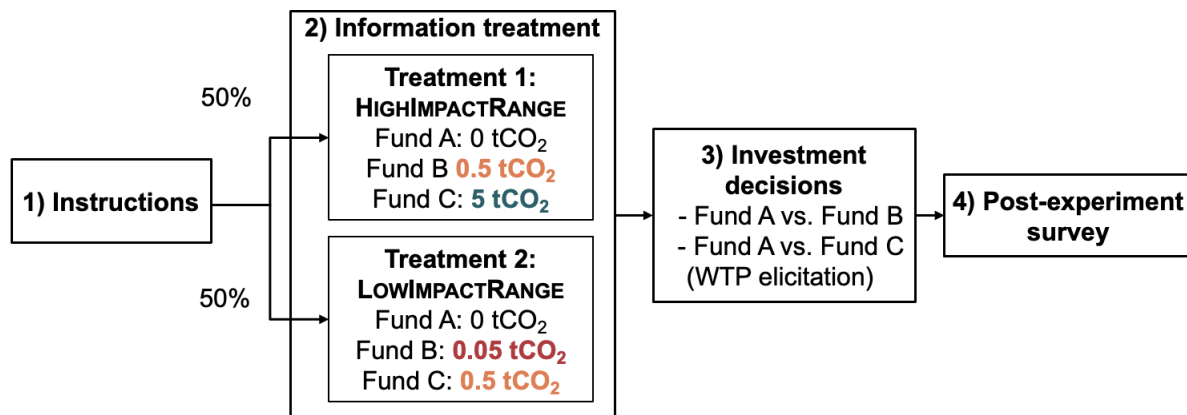 1) Instructions
50%
50%
2) Information treatment
Treatment 1:
HIGHIMPACTRANGE
Fund A: 0 tCO₂
Fund B 0.5 tCO₂
Fund C: 5 tCO₂
Treatment 2:
LOWIMPACTRANGE
Fund A: 0 tCO₂
Fund B: 0.05 tCO₂
Fund C: 0.5 tCO₂
3) Investment
decisions
- Fund A vs. Fund B
- Fund A vs. Fund C
(WTP elicitation)
4) Post-experiment
survey